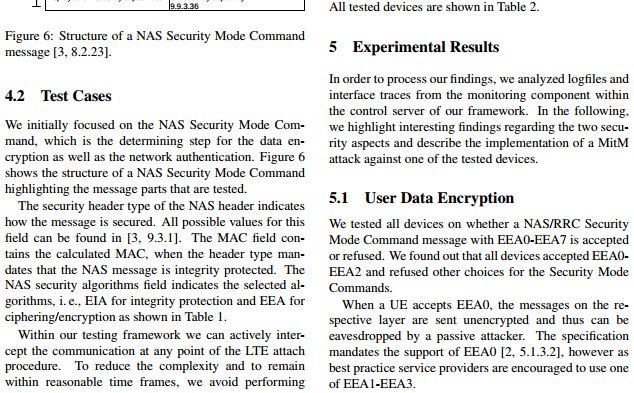 9.9.3.36
Figure 6: Structure of a NAS Security Mode Command
message [3, 8.2.23].
4.2 Test Cases
We initially focused on the NAS Security Mode Com-
mand, which is the determining step for the data en-
cryption as well as the network authentication. Figure 6
shows the structure of a NAS Security Mode Command
highlighting the message parts that are tested.
The security header type of the NAS header indicates
how the message is secured. All possible values for this
field can be found in [3, 9.3.1]. The MAC field con-
tains the calculated MAC, when the header type man-
dates that the NAS message is integrity protected. The
NAS security algorithms field indicates the selected al-
gorithms, i. e., EIA for integrity protection and EEA for
ciphering/encryption as shown in Table 1.
Within our testing framework we can actively inter-
cept the communication at any point of the LTE attach
procedure. To reduce the complexity and to remain
within reasonable time frames, we avoid performing
All tested devices are shown in Table 2.
5 Experimental Results
In order to process our findings, we analyzed logfiles and
interface traces from the monitoring component within
the control server of our framework. In the following,
we highlight interesting findings regarding the two secu-
rity aspects and describe the implementation of a MitM
attack against one of the tested devices.
5.1 User Data Encryption
We tested all devices on whether a NAS/RRC Security
Mode Command message with EEA0-EEA7 is accepted
or refused. We found out that all devices accepted EEA0-
EEA2 and refused other choices for the Security Mode
Commands.
When a UE accepts EEA0, the messages on the re-
spective layer are sent unencrypted and thus can be
eavesdropped by a passive attacker. The specification
mandates the support of EEA0 [2, 5.1.3.2], however as
best practice service providers are encouraged to use one
of EEA1-EEA3.